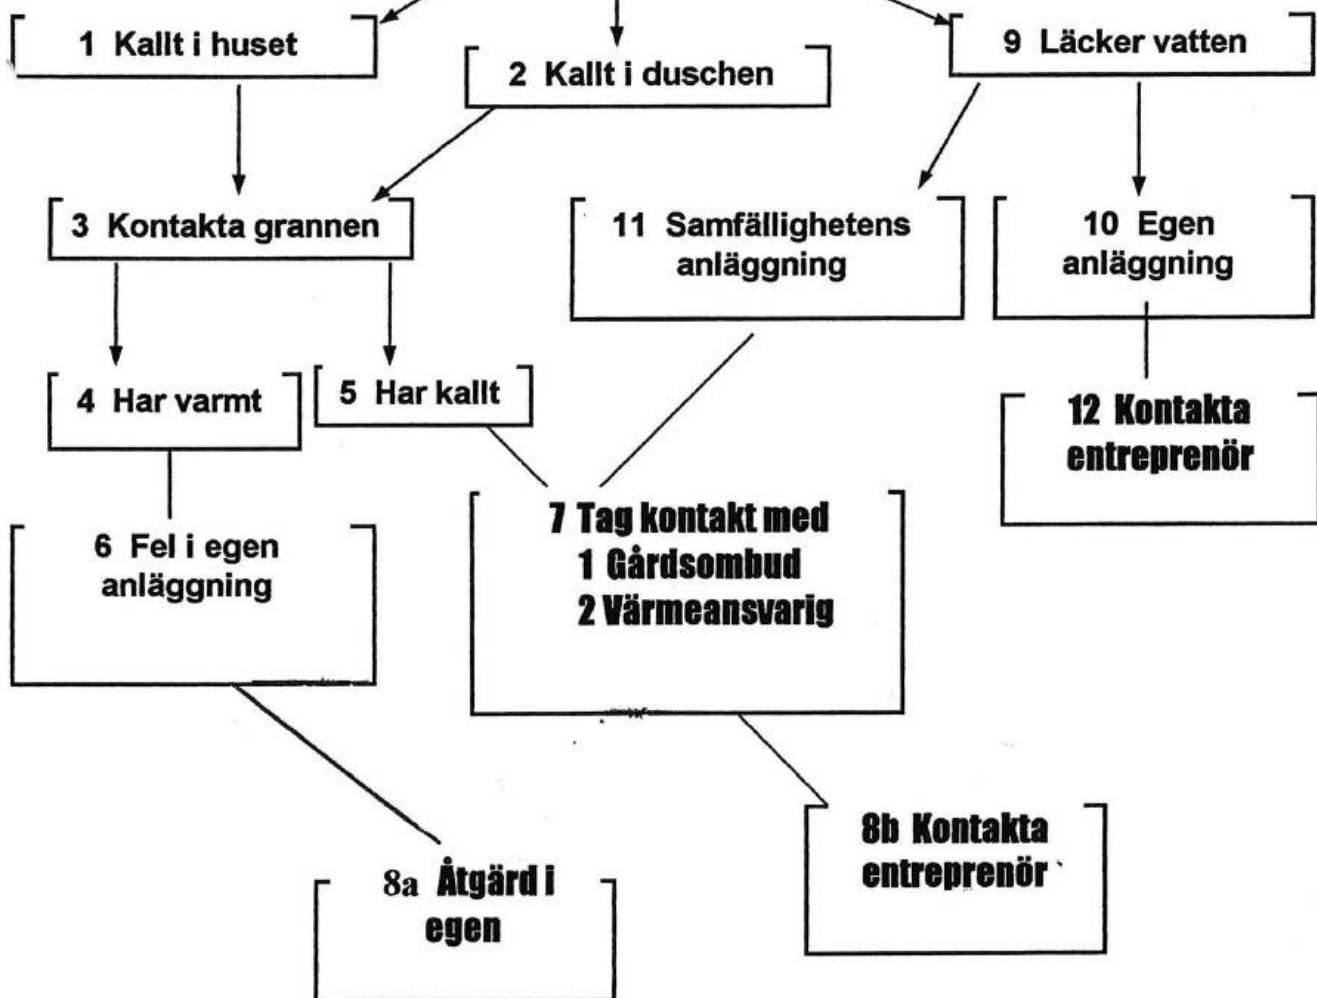 1 Kallt i huset
2 Kallt i duschen
9 Läcker vatten
3 Kontakta grannen
11 Samfällighetens
anläggning
10 Egen
anläggning
4 Har varmt
5 Har kallt
12 Kontakta
entreprenör
6 Fel i egen
anläggning
7 Tag kontakt med
1 Gårdsombud
2 Värmeansvarig
8a Åtgärd i
egen
8b Kontakta
entreprenör